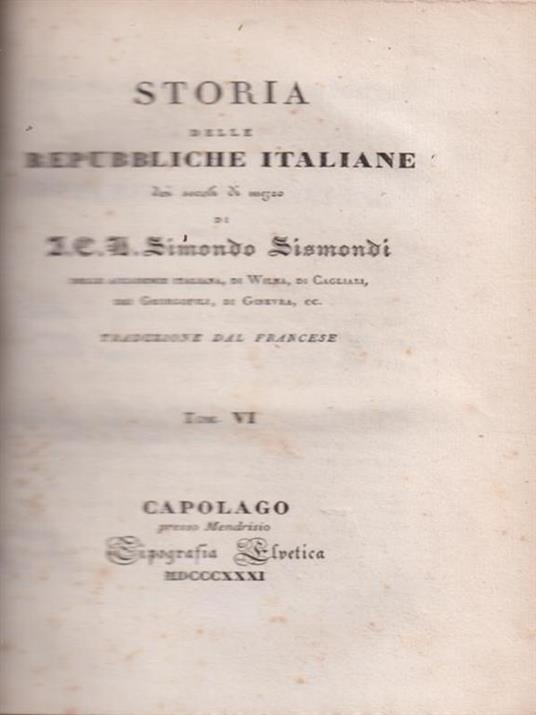 STORIA
DELLE
REPUBBLICHE ITALIANE
dei secoli di mezzo
DI
J. C. L. Simondo Sismondi
DELLE ACCADEMIE ITALIANA, DI WILNA, DI CAGLIARI,
DEI GEORGOFILI, DI GINEVRA, EC.
TRADUZIONE DAL FRANCESE
TOM. VI
CAPOLAGO
presso Mendrisio
Tipografia Elvetica
MDCCCXXXI